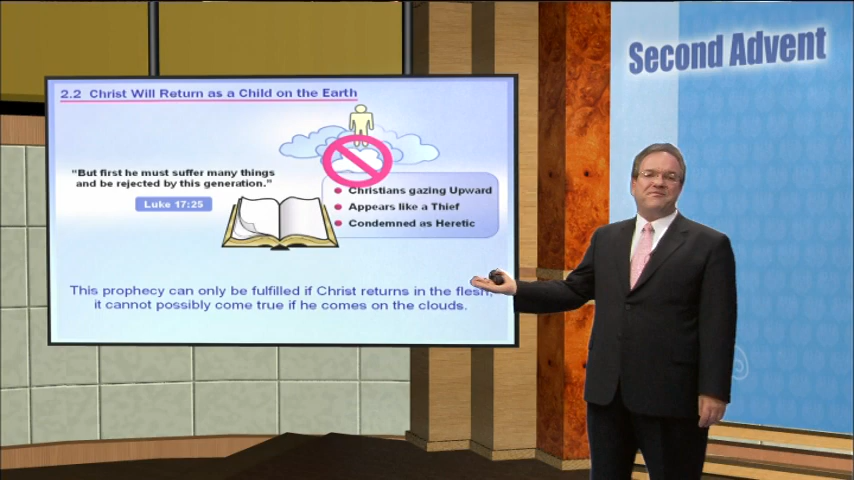 Second Advent
2.2 Christ Will Return as a Child on the Earth
"But first he must suffer many things
and be rejected by this generation."
Luke 17:25
Christians gazing Upward
Appears like a Thief
Condemned as Heretic
This prophecy can only be fulfilled if Christ returns in the flesh;
it cannot possibly come true if he comes on the clouds.